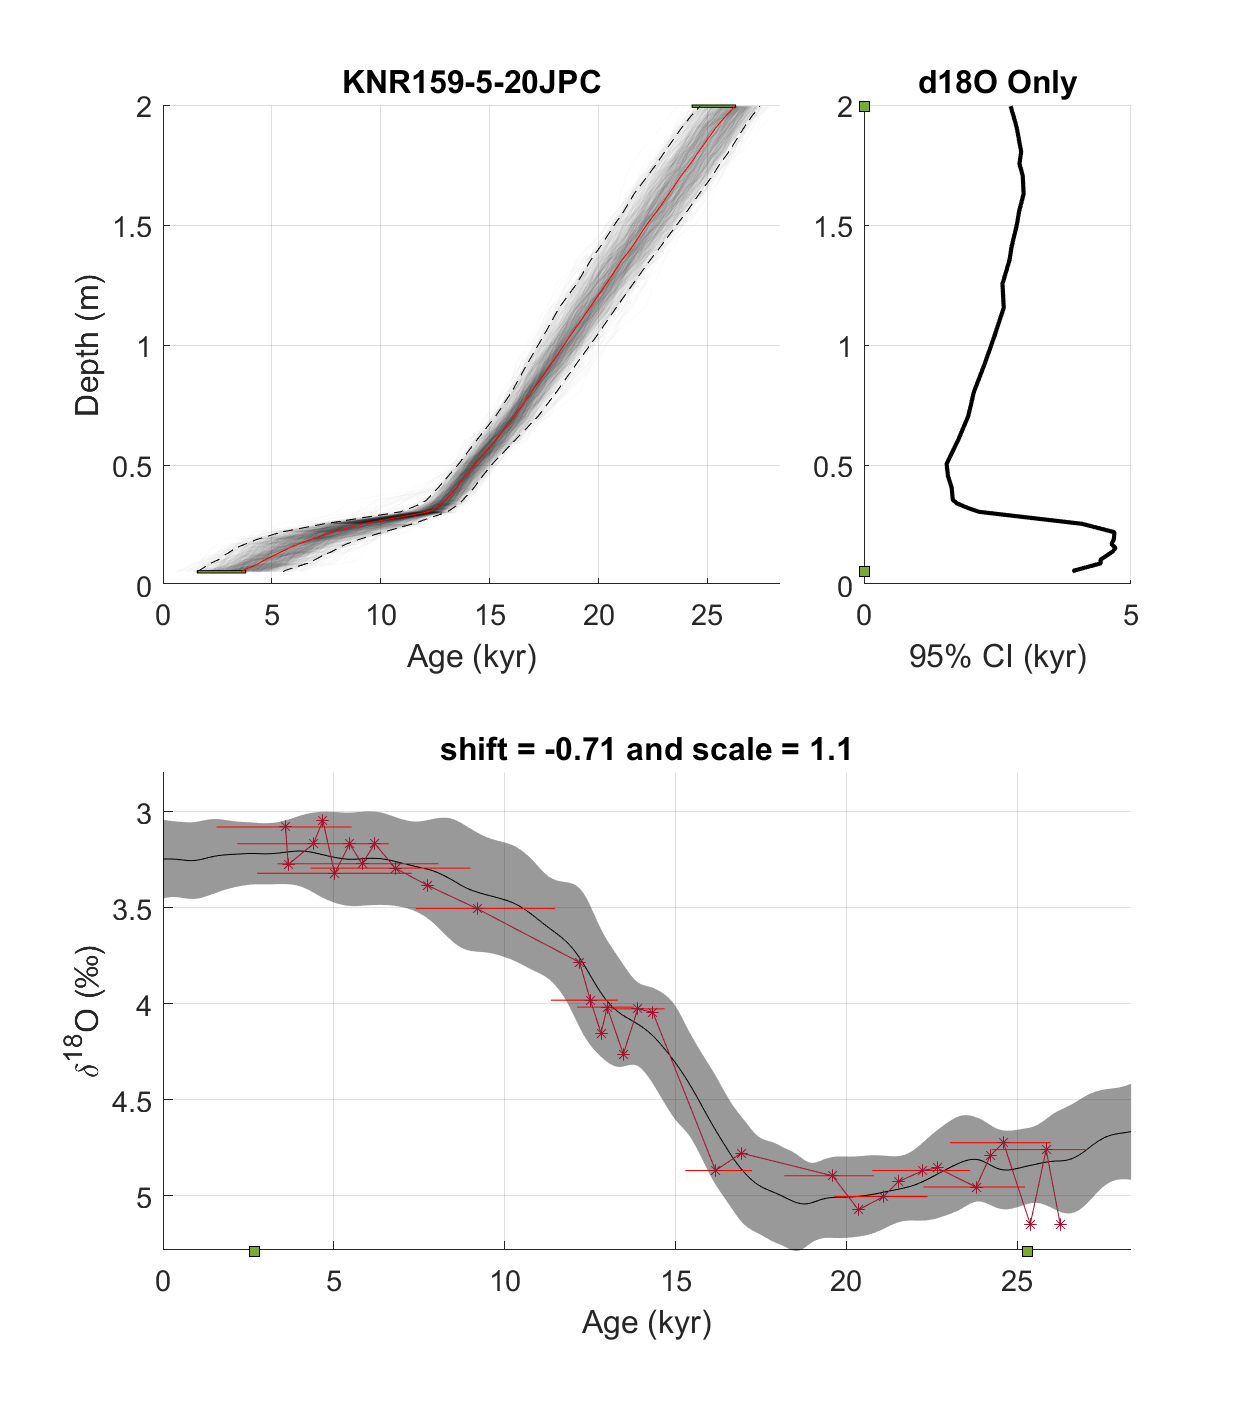 KNR159-5-20JPC
2
1.5
1
0.5
0
Depth (m)
0 5 10 15 20 25
Age (kyr)
d18O Only
2
1.5
1
0.5
0
0 5
95% CI (kyr)
shift = -0.71 and scale = 1.1
3
3.5
4
4.5
5
δ¹⁸O (‰)
0 5 10 15 20 25
Age (kyr)